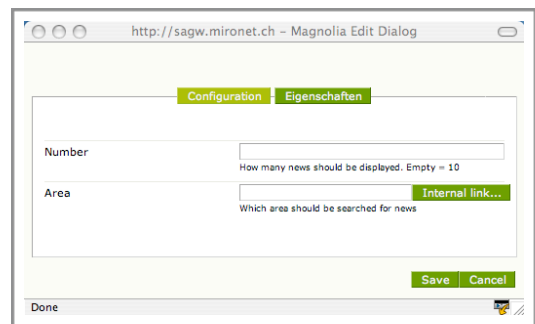 http://sagw.mironet.ch – Magnolia Edit Dialog
Configuration Eigenschaften
Number
How many news should be displayed. Empty = 10
Area Internal link...
Which area should be searched for news
Save Cancel
Done